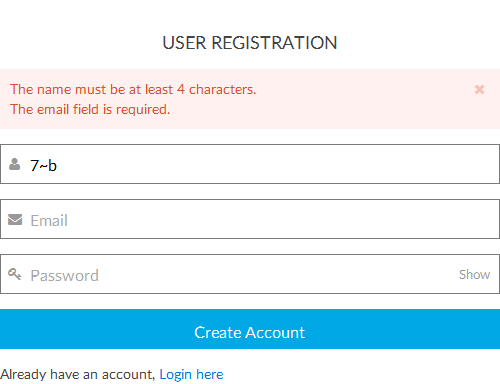 USER REGISTRATION
The name must be at least 4 characters.
The email field is required.
7~b
Email
Password Show
Create Account
Already have an account, Login here